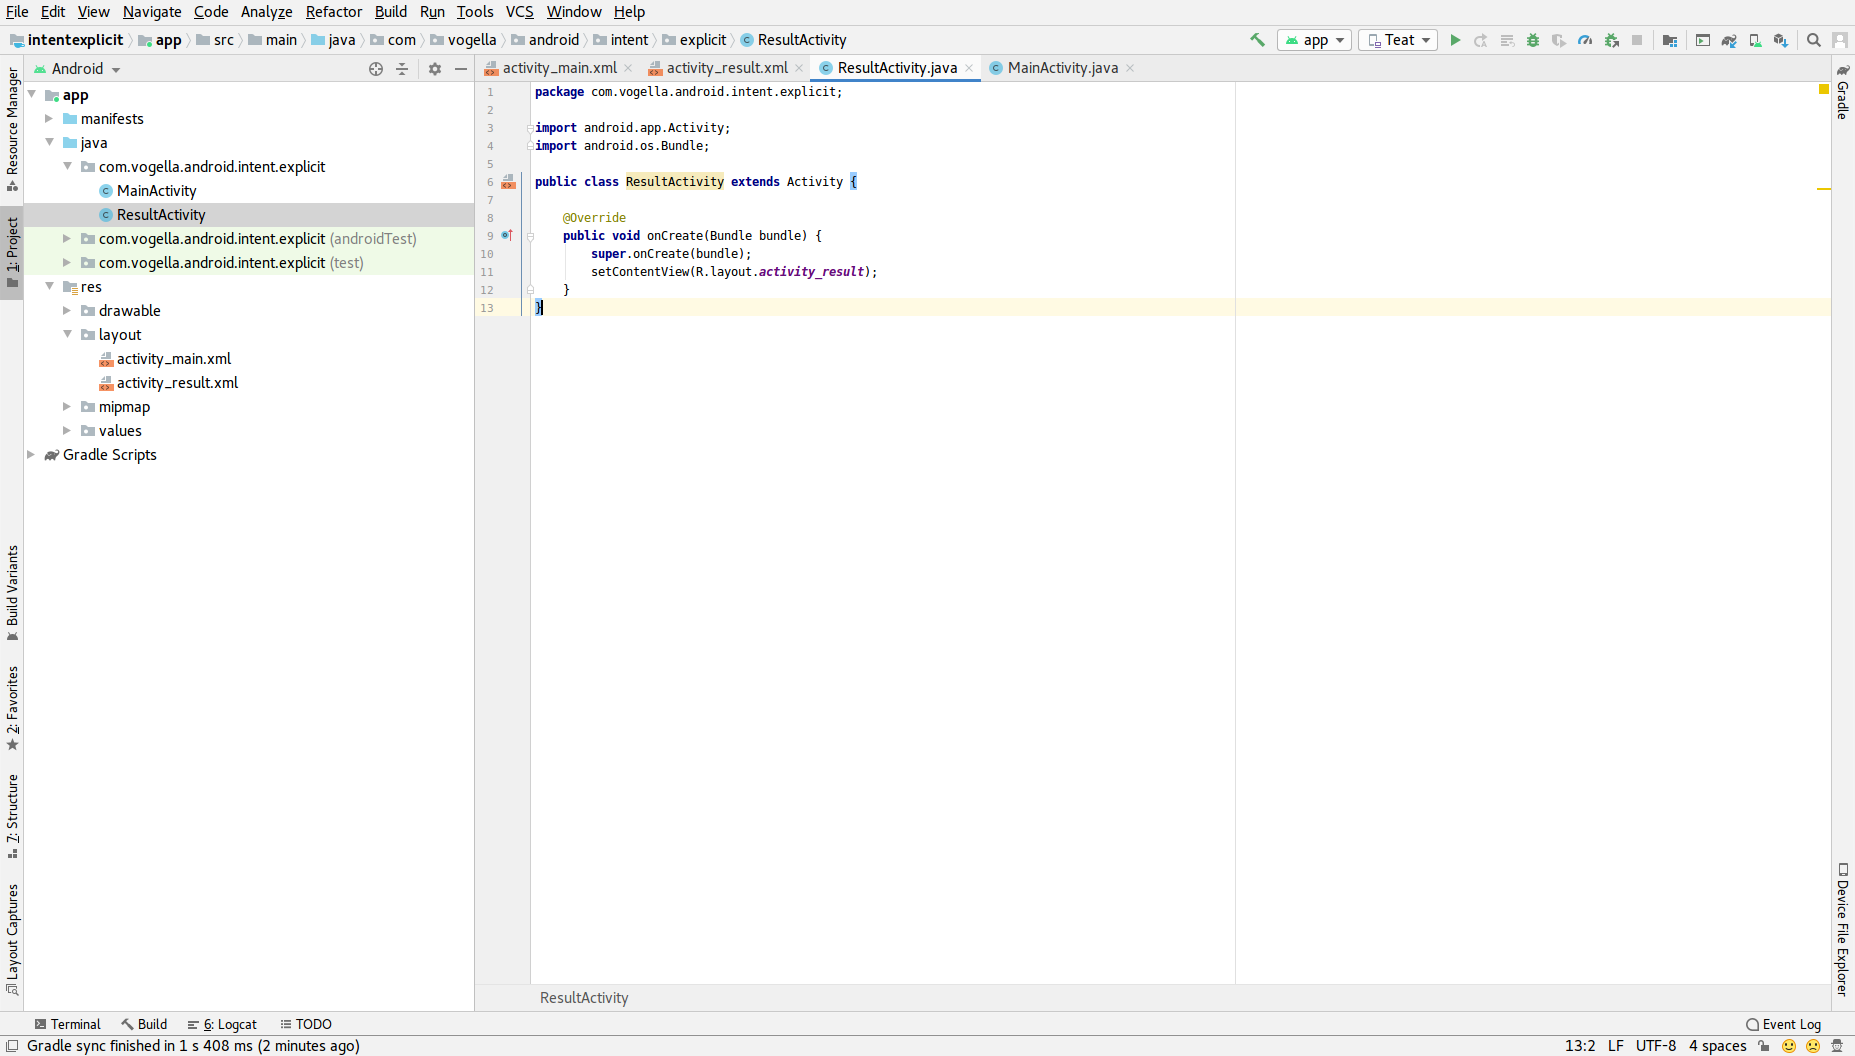 File Edit View Navigate Code Analyze Refactor Build Run Tools VCS Window Help
intentexplicit app src main java com vogella android intent explicit ResultActivity app Teat
Android
activity_main.xml activity_result.xml ResultActivity.java MainActivity.java
Resource Manager
1: Project
Build Variants
2: Favorites
7: Structure
Layout Captures
app
manifests
java
com.vogella.android.intent.explicit
MainActivity
ResultActivity
com.vogella.android.intent.explicit (androidTest)
com.vogella.android.intent.explicit (test)
res
drawable
layout
activity_main.xml
activity_result.xml
mipmap
values
Gradle Scripts
1 package com.vogella.android.intent.explicit;
2
3 import android.app.Activity;
4 import android.os.Bundle;
5
6 public class ResultActivity extends Activity {
7
8 @Override
9 public void onCreate(Bundle bundle) {
10 super.onCreate(bundle);
11 setContentView(R.layout.activity_result);
12 }
13 }
ResultActivity
Gradle
Device File Explorer
Terminal Build 6: Logcat TODO Event Log
Gradle sync finished in 1 s 408 ms (2 minutes ago) 13:2 LF UTF-8 4 spaces